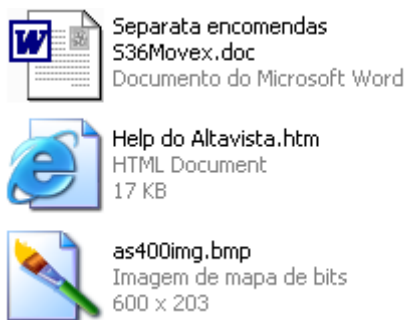 Separata encomendas
S36Movex.doc
Documento do Microsoft Word
Help do Altavista.htm
HTML Document
17 KB
as400img.bmp
Imagem de mapa de bits
600 x 203